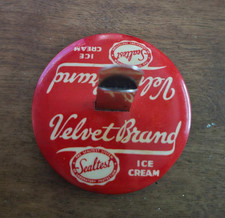 ICE
CREAM
Sealtest
Velvet Brand
Velvet Brand
Sealtest
ICE
CREAM